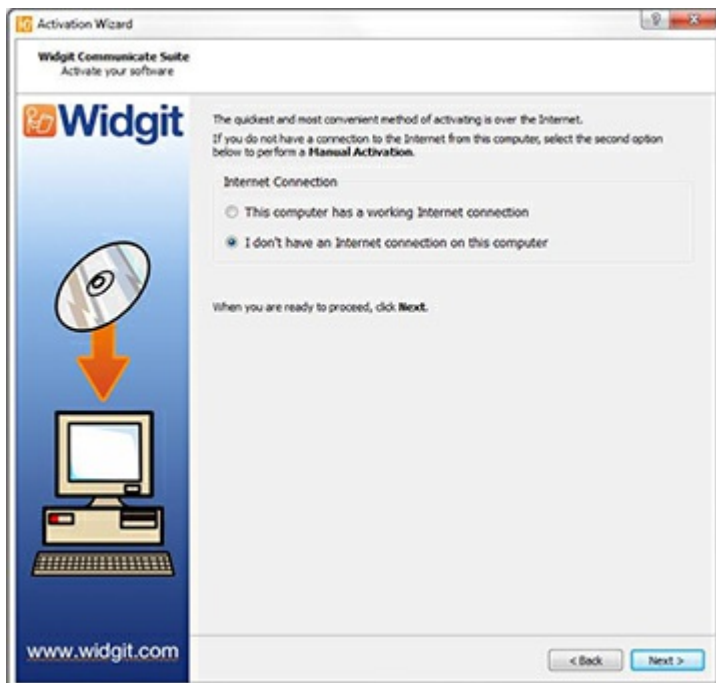 Activation Wizard
Widgit Communicate Suite
Activate your software
Widgit
The quickest and most convenient method of activating is over the Internet.
If you do not have a connection to the Internet from this computer, select the second option
below to perform a Manual Activation.
Internet Connection
This computer has a working Internet connection
I don't have an Internet connection on this computer
When you are ready to proceed, click Next.
www.widgit.com
< Back
Next >